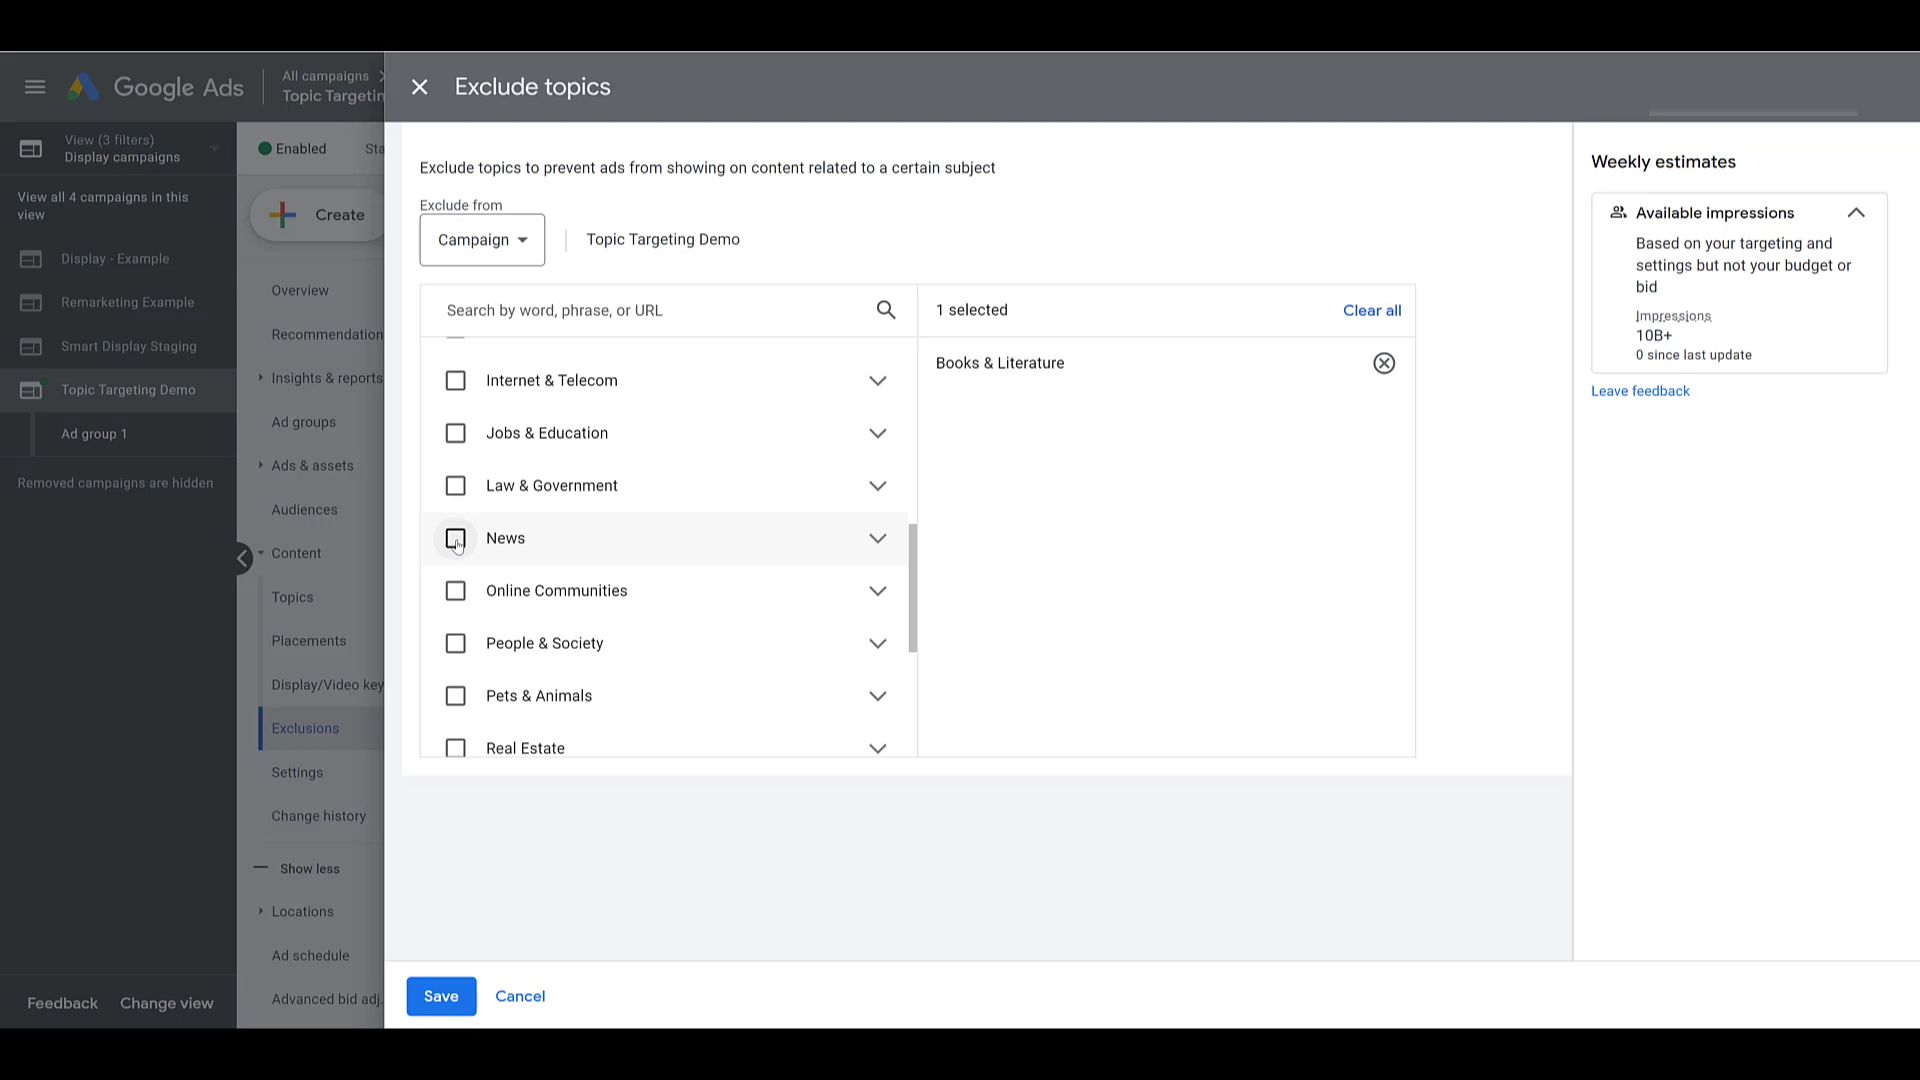 Google Ads
All campaigns
Topic Targetin
Exclude topics
View (3 filters)
Display campaigns
View all 4 campaigns in this
view
Display - Example
Remarketing Example
Smart Display Staging
Topic Targeting Demo
Ad group 1
Removed campaigns are hidden
Feedback
Change view
Enabled
Sta
Create
Overview
Recommendation
Insights & reports
Ad groups
Ads & assets
Audiences
Content
Topics
Placements
Display/Video key
Exclusions
Settings
Change history
Show less
Locations
Ad schedule
Advanced bid adj.
Exclude topics to prevent ads from showing on content related to a certain subject
Exclude from
Campaign
Topic Targeting Demo
Search by word, phrase, or URL
1 selected
Clear all
Internet & Telecom
Jobs & Education
Law & Government
News
Online Communities
People & Society
Pets & Animals
Real Estate
Books & Literature
Save
Cancel
Weekly estimates
Available impressions
Based on your targeting and
settings but not your budget or
bid
Impressions
10B+
0 since last update
Leave feedback